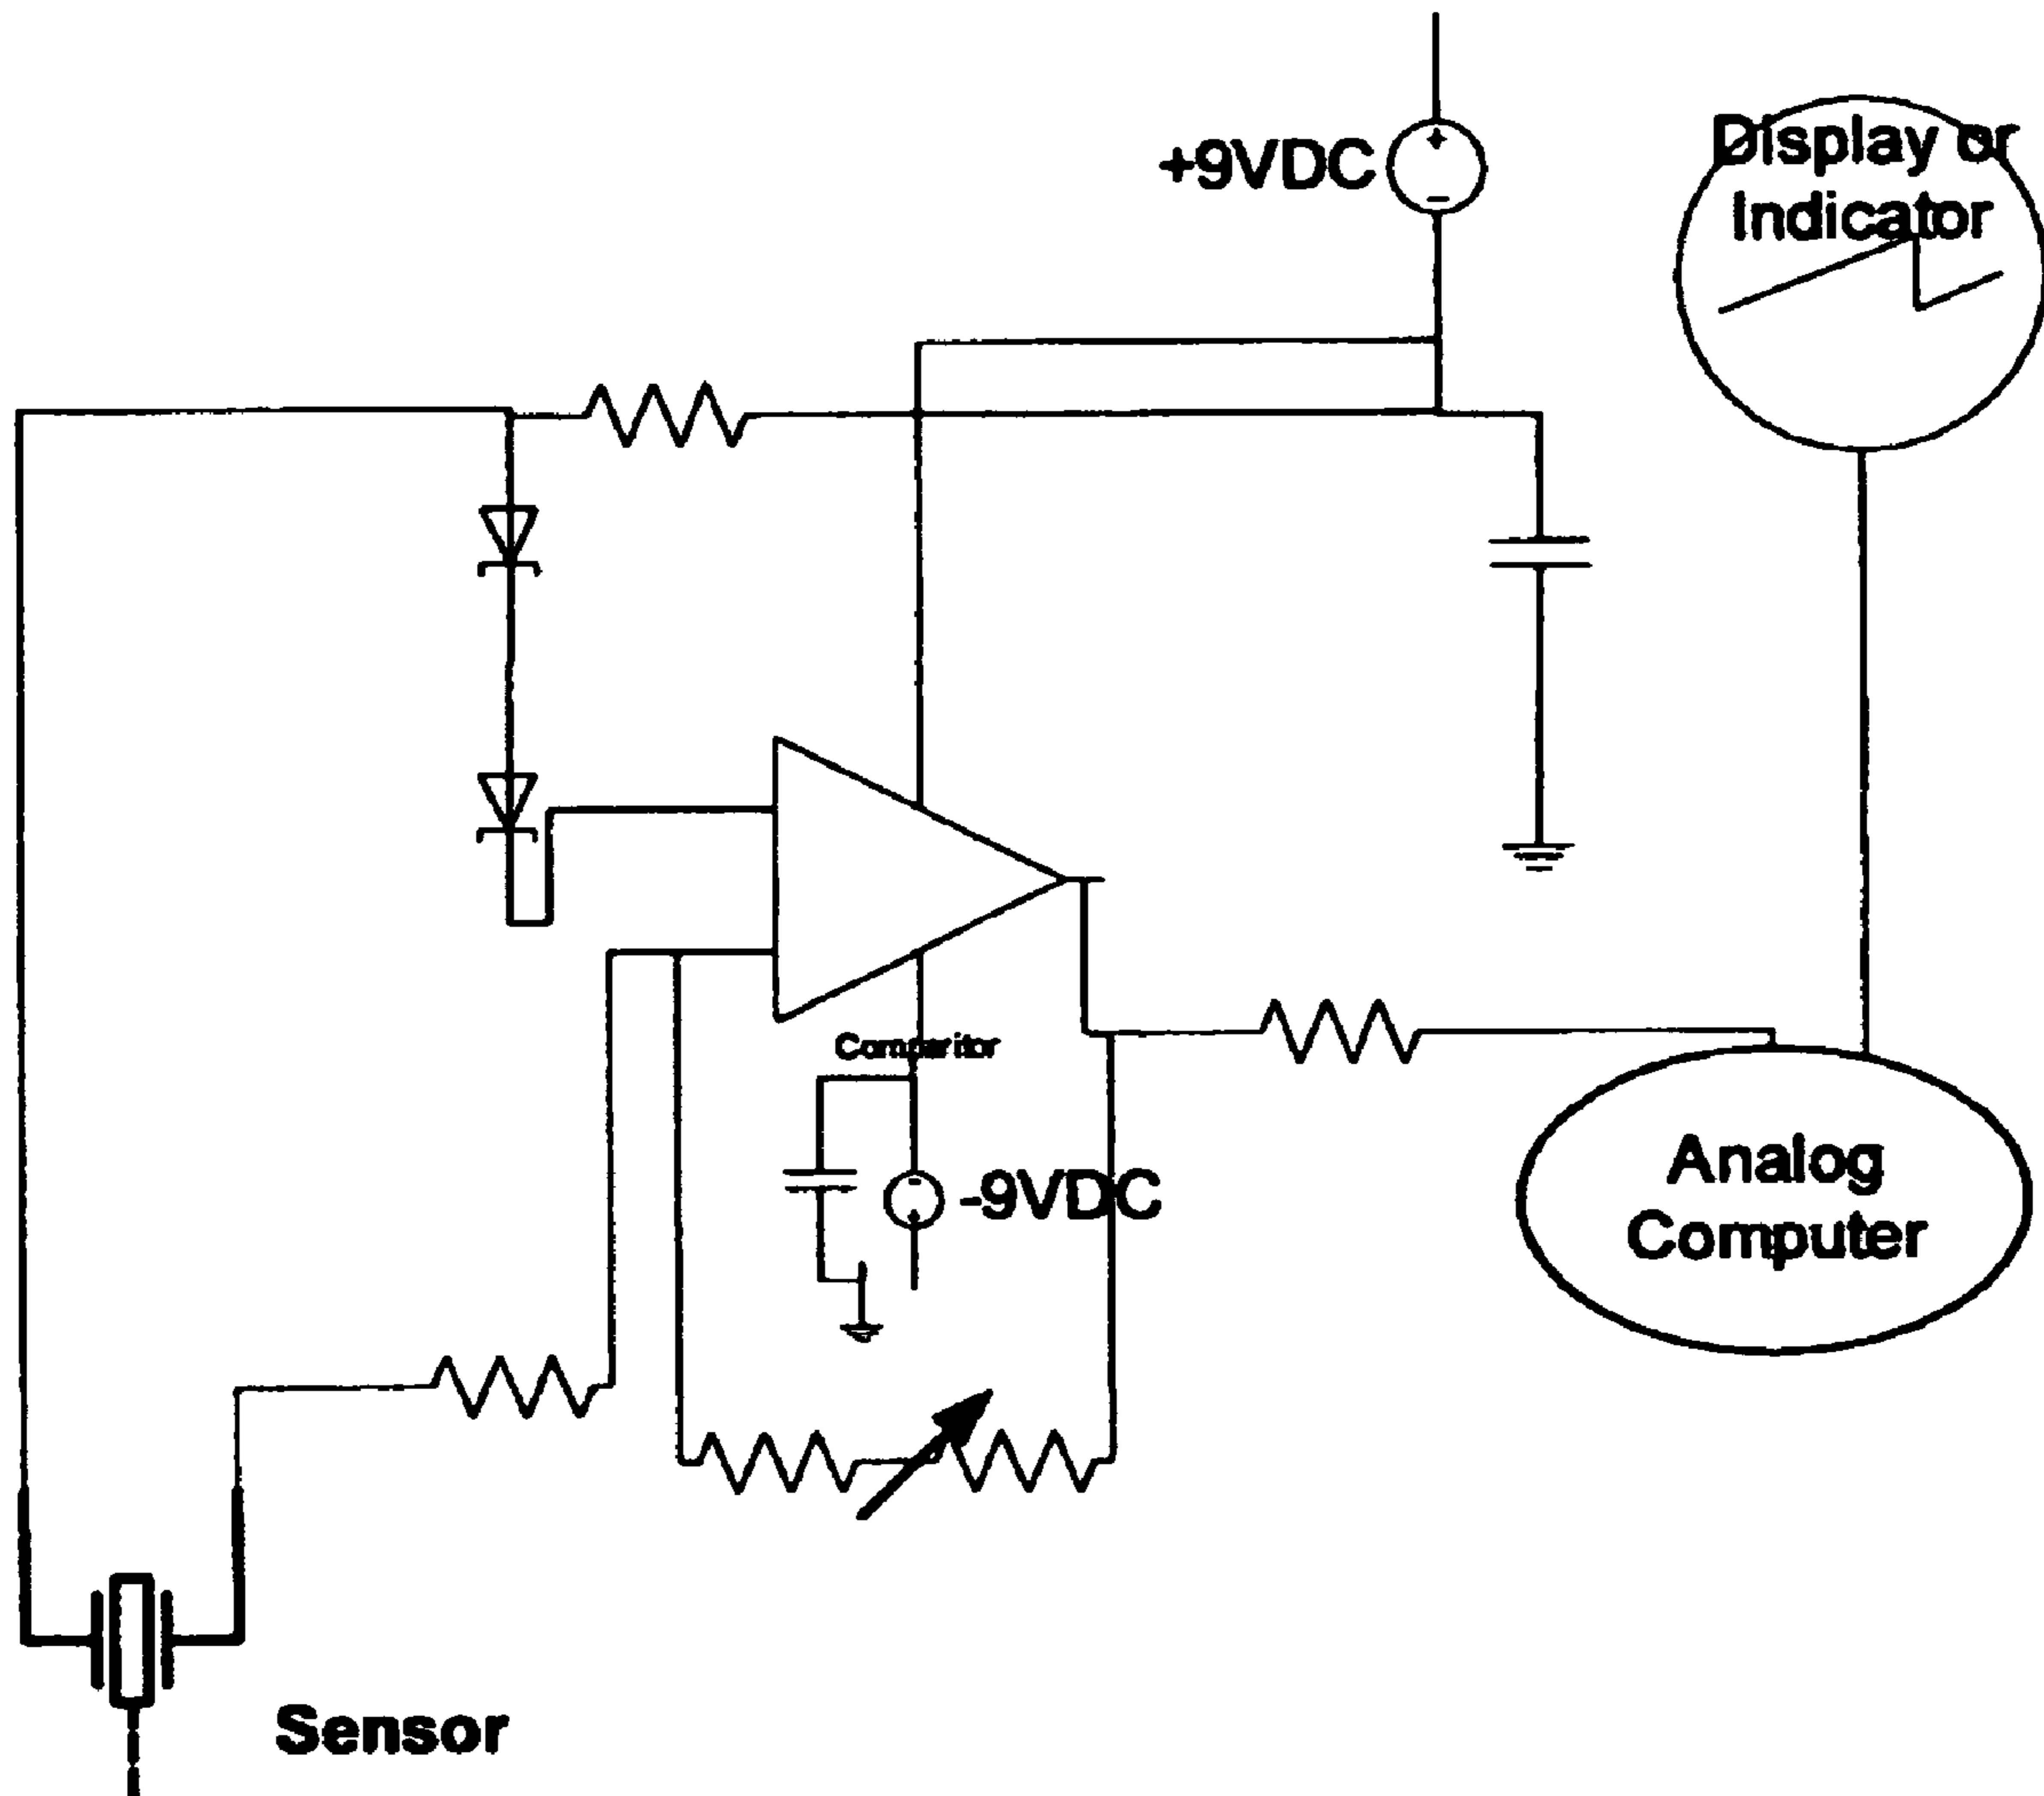 +9VDC
Display or
Indicator
Comparitor
-9VDC
Analog
Computer
Sensor